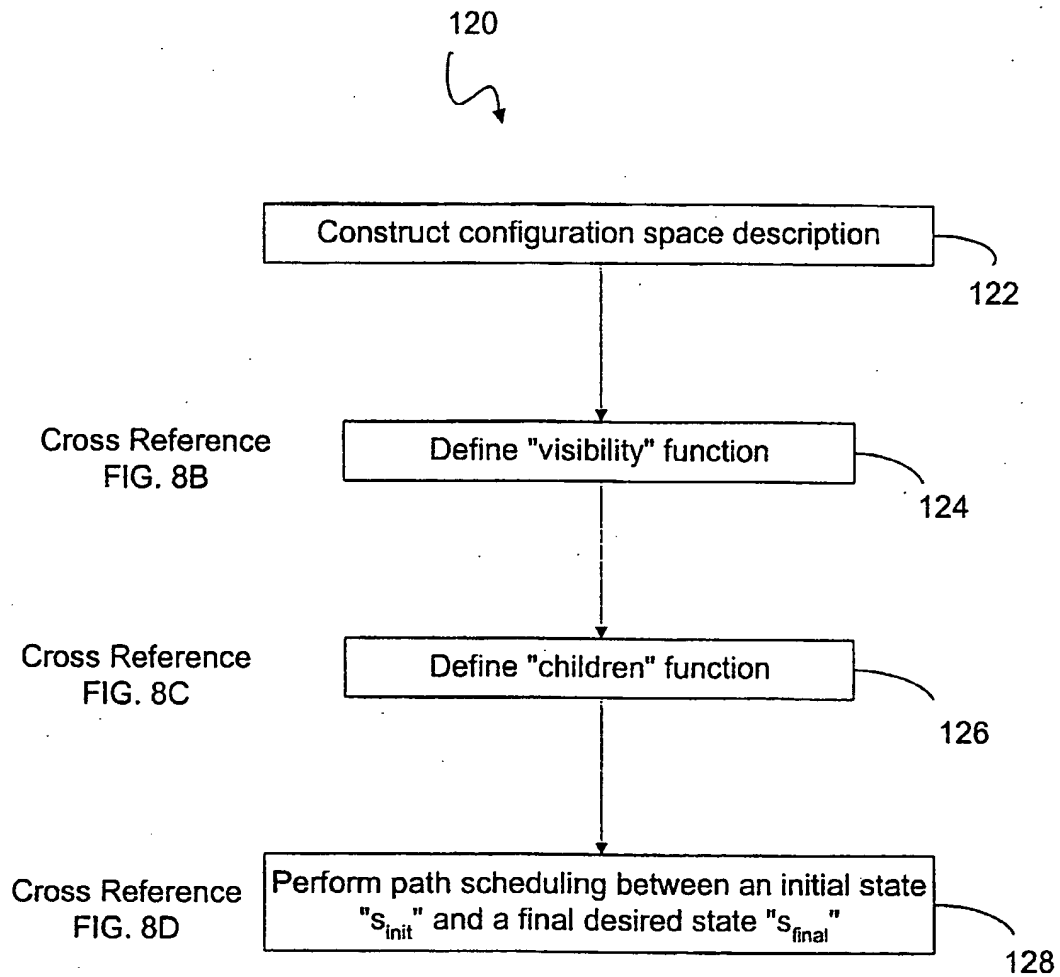 120
Construct configuration space description
122
Cross Reference
FIG. 8B
Define "visibility" function
124
Cross Reference
FIG. 8C
Define "children" function
126
Cross Reference
FIG. 8D
Perform path scheduling between an initial state
"s_init" and a final desired state "s_final"
128